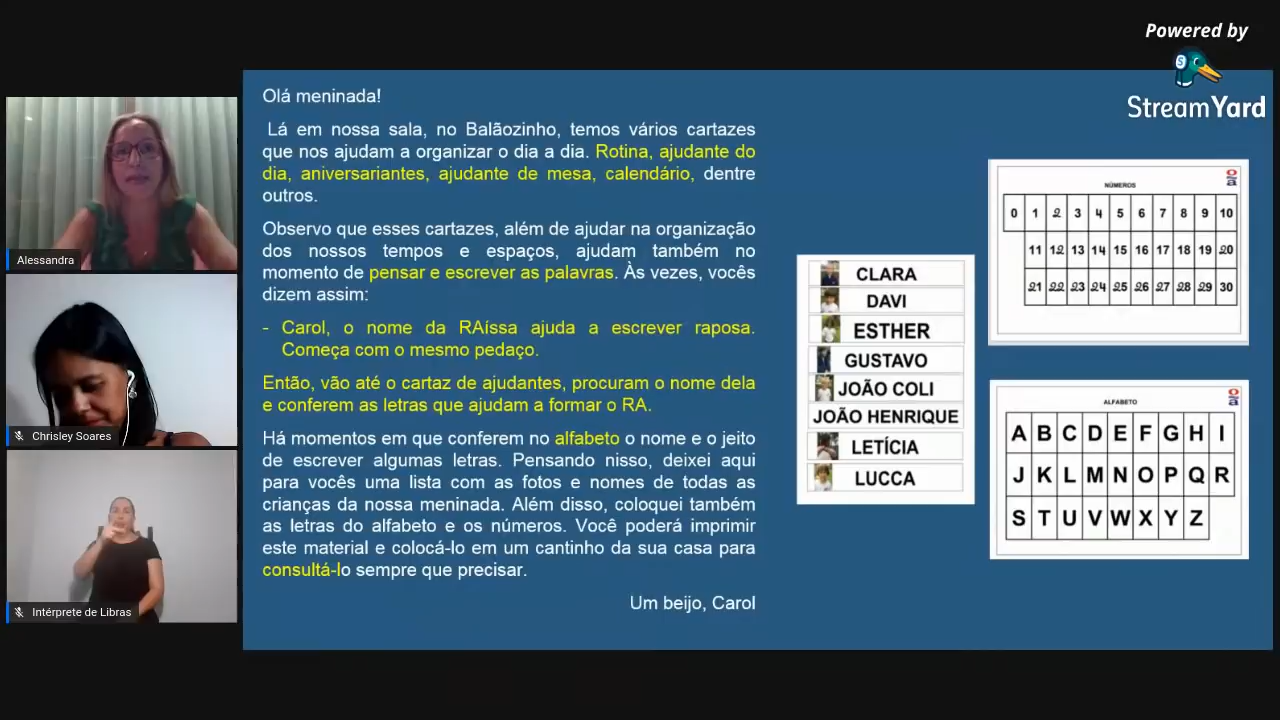 Powered by
StreamYard
Alessandra
Chrisley Soares
Intérprete de Libras
Olá meninada!
Lá em nossa sala, no Balãozinho, temos vários cartazes
que nos ajudam a organizar o dia a dia. Rotina, ajudante do
dia, aniversariantes, ajudante de mesa, calendário, dentre
outros.
Observo que esses cartazes, além de ajudar na organização
dos nossos tempos e espaços, ajudam também no
momento de pensar e escrever as palavras. Às vezes, vocês
dizem assim:
- Carol, o nome da RAíssa ajuda a escrever raposa.
Começa com o mesmo pedaço.
Então, vão até o cartaz de ajudantes, procuram o nome dela
e conferem as letras que ajudam a formar o RA.
Há momentos em que conferem no alfabeto o nome e o jeito
de escrever algumas letras. Pensando nisso, deixei aqui
para vocês uma lista com as fotos e nomes de todas as
crianças da nossa meninada. Além disso, coloquei também
as letras do alfabeto e os números. Você poderá imprimir
este material e colocá-lo em um cantinho da sua casa para
consultá-lo sempre que precisar.
Um beijo, Carol
CLARA
DAVI
ESTHER
GUSTAVO
JOÃO COLI
JOÃO HENRIQUE
LETÍCIA
LUCCA
NÚMEROS
0 1 2 3 4 5 6 7 8 9 10
11 12 13 14 15 16 17 18 19 20
21 22 23 24 25 26 27 28 29 30
ALFABETO
A B C D E F G H I
J K L M N O P Q R
S T U V W X Y Z